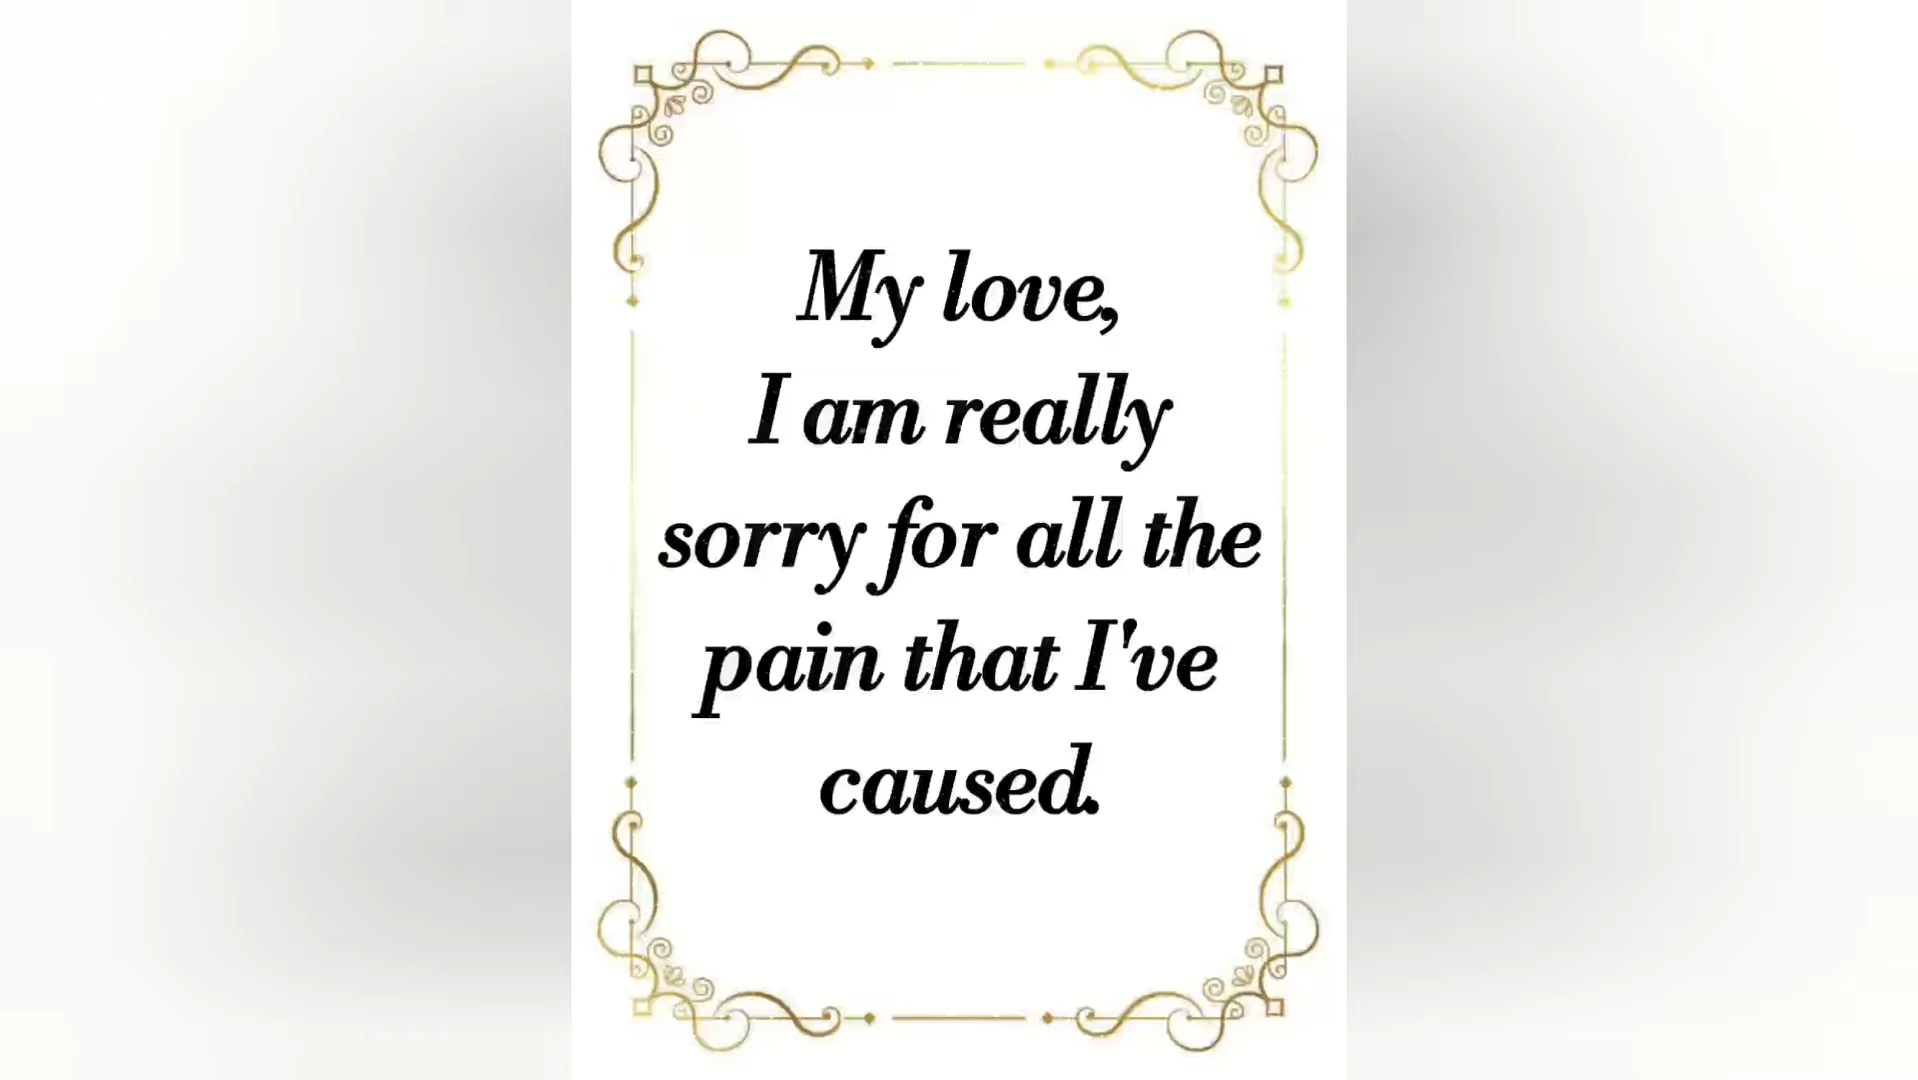 My love,
I am really
sorry for all the
pain that I've
caused.